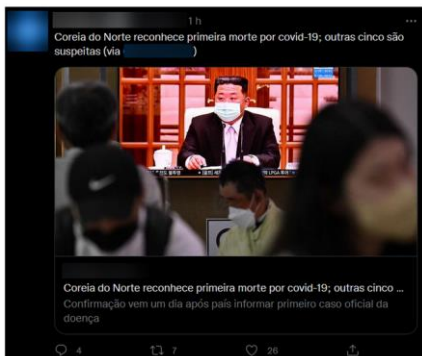 1 h
Coreia do Norte reconhece primeira morte por covid-19; outras cinco são
suspeitas (via )
Coreia do Norte reconhece primeira morte por covid-19; outras cinco ...
Confirmação vem um dia após país informar primeiro caso oficial da
doença
4 7 26